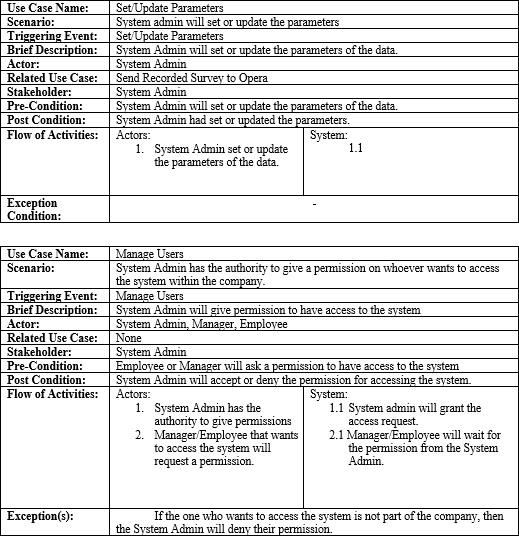 Use Case Name: Set/Update Parameters
Scenario: System admin will set or update the parameters
Triggering Event: Set/Update Parameters
Brief Description: System Admin will set or update the parameters of the data.
Actor: System Admin
Related Use Case: Send Recorded Survey to Opera
Stakeholder: System Admin
Pre-Condition: System Admin will set or update the parameters of the data.
Post Condition: System Admin had set or updated the parameters.
Flow of Activities: Actors: System:
1. System Admin set or update 1.1
the parameters of the data.
Exception -
Condition:
Use Case Name: Manage Users
Scenario: System Admin has the authority to give a permission on whoever wants to access
the system within the company.
Triggering Event: Manage Users
Brief Description: System Admin will give permission to have access to the system
Actor: System Admin, Manager, Employee
Related Use Case: None
Stakeholder: System Admin
Pre-Condition: Employee or Manager will ask a permission to have access to the system
Post Condition: System Admin will accept or deny the permission for accessing the system.
Flow of Activities: Actors: System:
1. System Admin has the 1.1 System admin will grant the
authority to give permissions access request.
2. Manager/Employee that wants 2.1 Manager/Employee will wait for
to access the system will the permission from the System
request a permission. Admin.
Exception(s): If the one who wants to access the system is not part of the company, then
the System Admin will deny their permission.